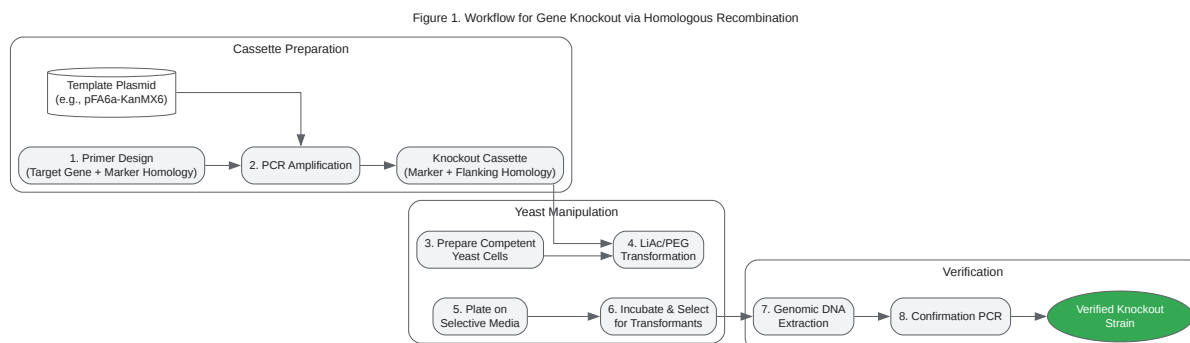 Figure 1. Workflow for Gene Knockout via Homologous Recombination
Cassette Preparation
Template Plasmid
(e.g., pFA6a-KanMX6)
1. Primer Design
(Target Gene + Marker Homology)
2. PCR Amplification
Knockout Cassette
(Marker + Flanking Homology)
Yeast Manipulation
3. Prepare Competent
Yeast Cells
4. LiAc/PEG
Transformation
5. Plate on
Selective Media
6. Incubate & Select
for Transformants
Verification
7. Genomic DNA
Extraction
8. Confirmation PCR
Verified Knockout
Strain